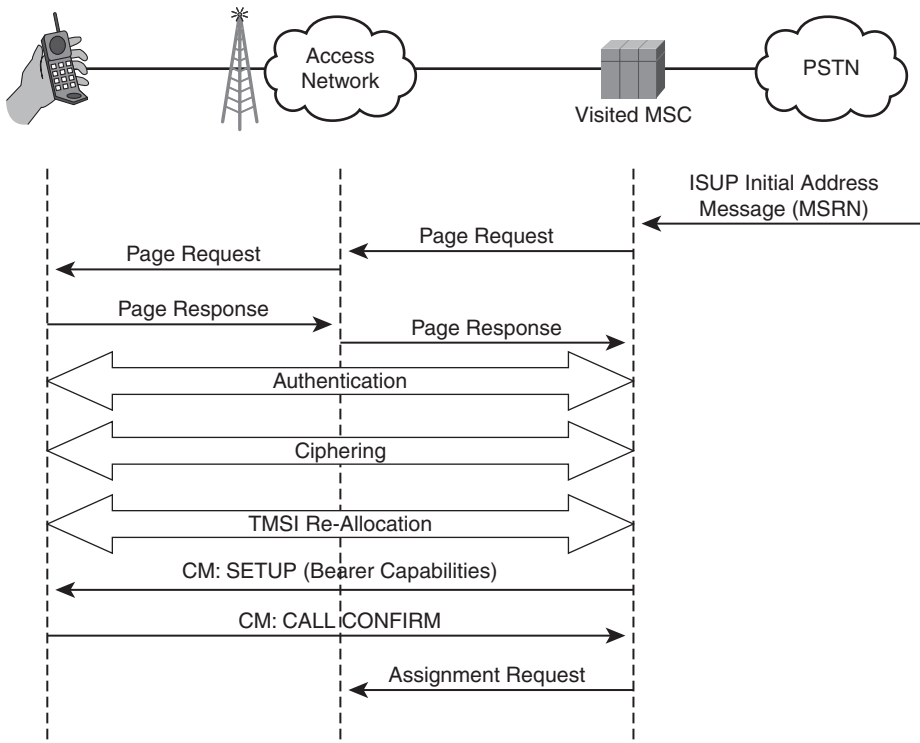 Access
Network
PSTN
Visited MSC
ISUP Initial Address
Message (MSRN)
Page Request
Page Request
Page Response
Page Response
Authentication
Ciphering
TMSI Re-Allocation
CM: SETUP (Bearer Capabilities)
CM: CALL CONFIRM
Assignment Request